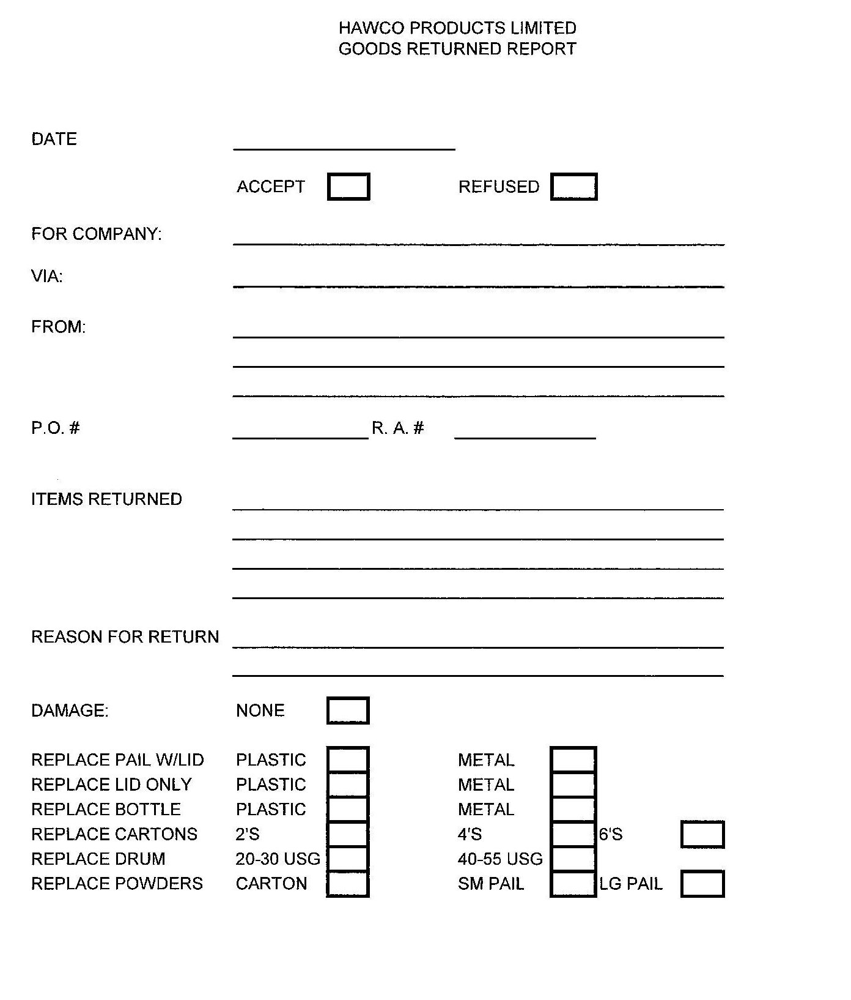 HAWCO PRODUCTS LIMITED
GOODS RETURNED REPORT
DATE
ACCEPT REFUSED
FOR COMPANY:
VIA:
FROM:
P.O. # R. A. #
ITEMS RETURNED
REASON FOR RETURN
DAMAGE: NONE
REPLACE PAIL W/LID PLASTIC METAL
REPLACE LID ONLY PLASTIC METAL
REPLACE BOTTLE PLASTIC METAL
REPLACE CARTONS 2'S 4'S 6'S
REPLACE DRUM 20-30 USG 40-55 USG
REPLACE POWDERS CARTON SM PAIL LG PAIL